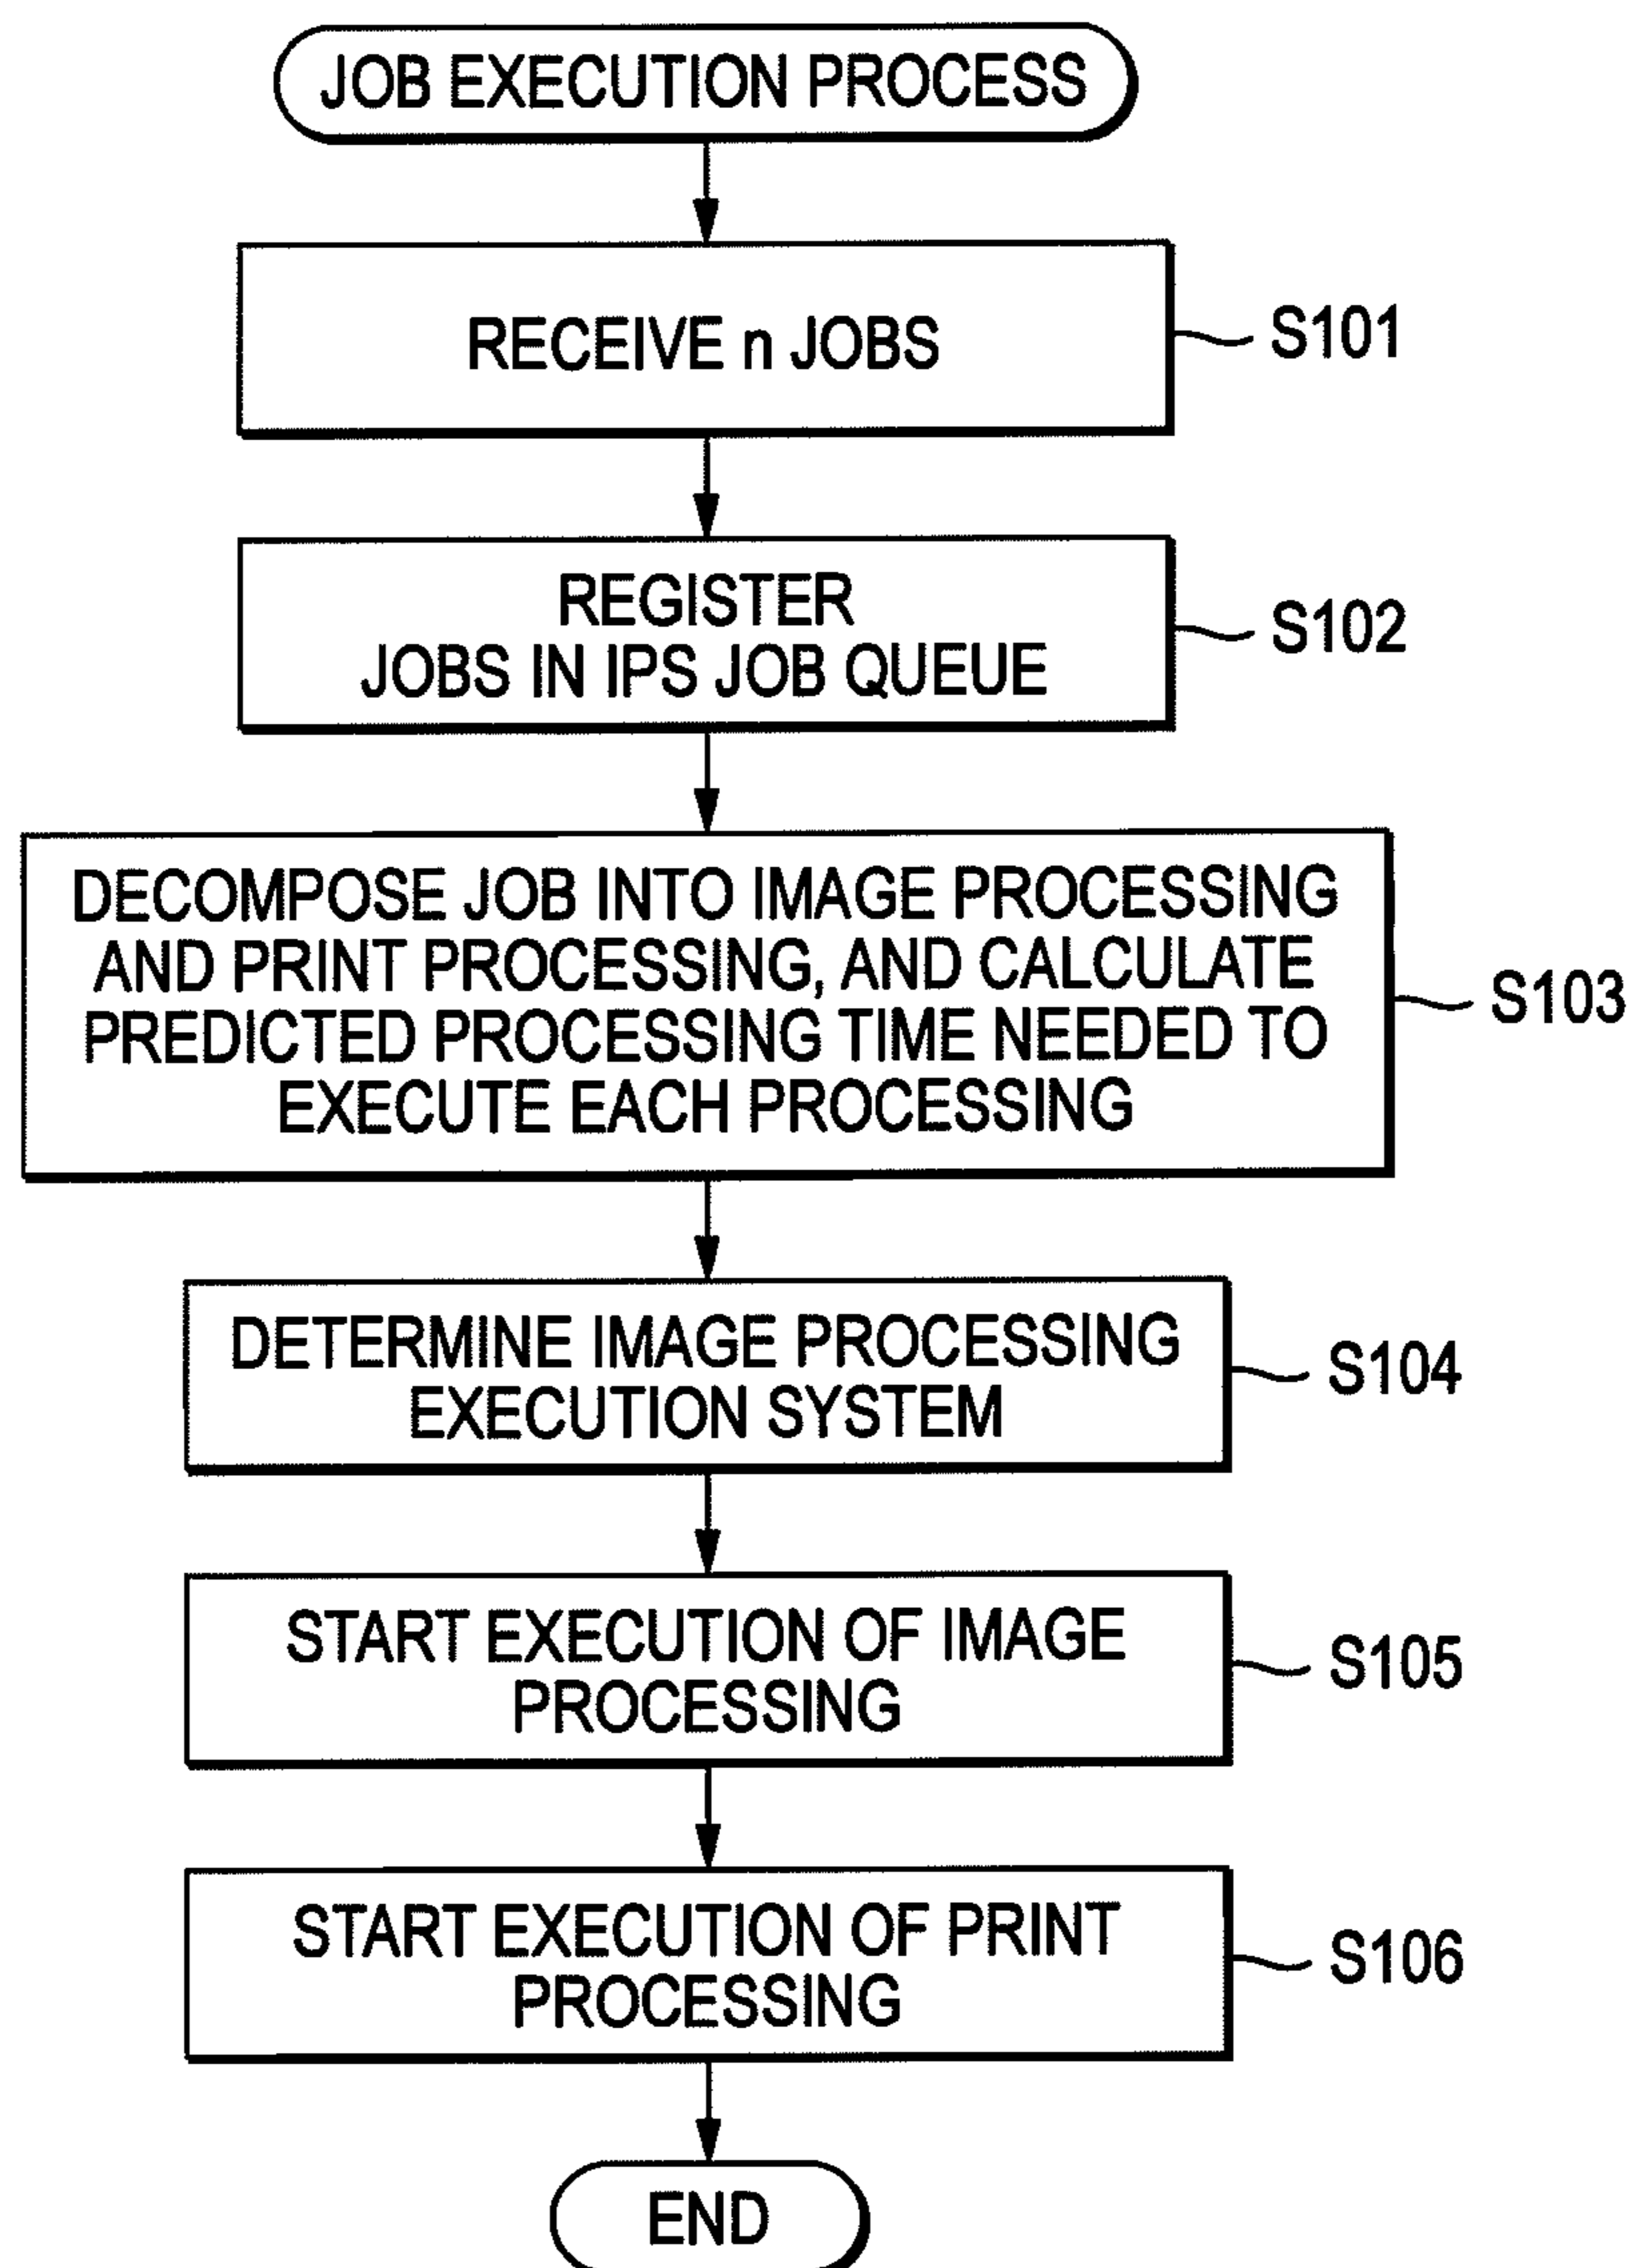 JOB EXECUTION PROCESS
RECEIVE n JOBS
S101
REGISTER
JOBS IN IPS JOB QUEUE
S102
DECOMPOSE JOB INTO IMAGE PROCESSING
AND PRINT PROCESSING, AND CALCULATE
PREDICTED PROCESSING TIME NEEDED TO
EXECUTE EACH PROCESSING
S103
DETERMINE IMAGE PROCESSING
EXECUTION SYSTEM
S104
START EXECUTION OF IMAGE
PROCESSING
S105
START EXECUTION OF PRINT
PROCESSING
S106
END